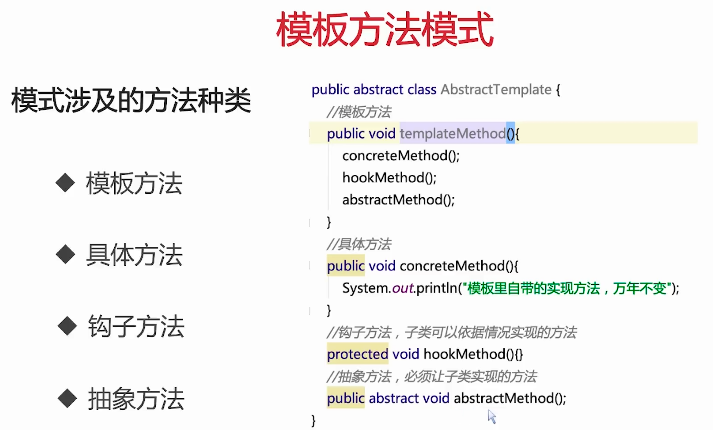 模板方法模式
模式涉及的方法种类
◆ 模板方法
◆ 具体方法
◆ 钩子方法
◆ 抽象方法
public abstract class AbstractTemplate {
//模板方法
public void templateMethod(){
concreteMethod();
hookMethod();
abstractMethod();
}
//具体方法
public void concreteMethod(){
System.out.println("模板里自带的实现方法，万年不变");
}
//钩子方法，子类可以依据情况实现的方法
protected void hookMethod(){}
//抽象方法，必须让子类实现的方法
public abstract void abstractMethod();
}